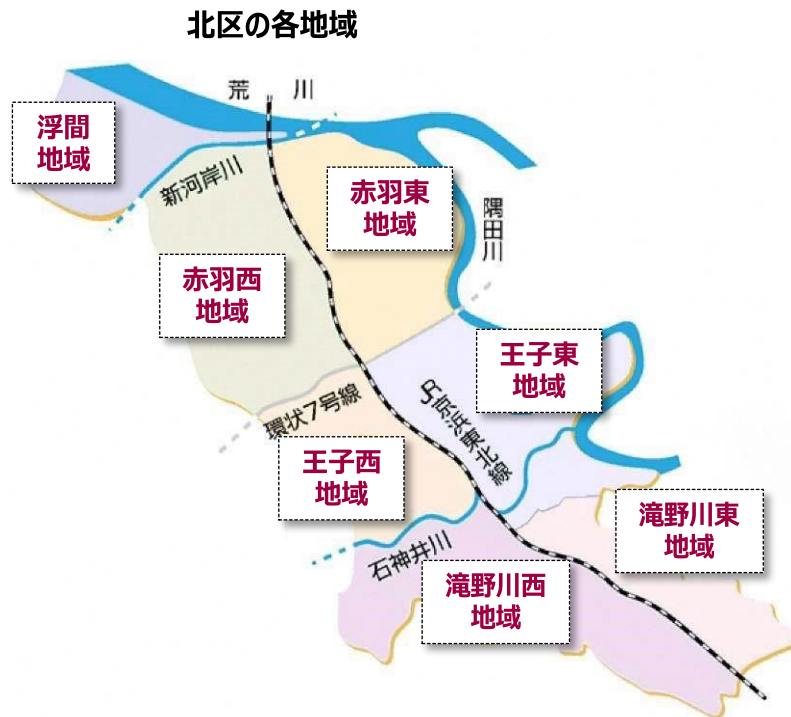 北区の各地域
荒川
浮間
地域
新河岸川
赤羽東
地域
隅田川
赤羽西
地域
王子東
地域
環状7号線
JR京浜東北線
王子西
地域
滝野川東
地域
石神井川
滝野川西
地域